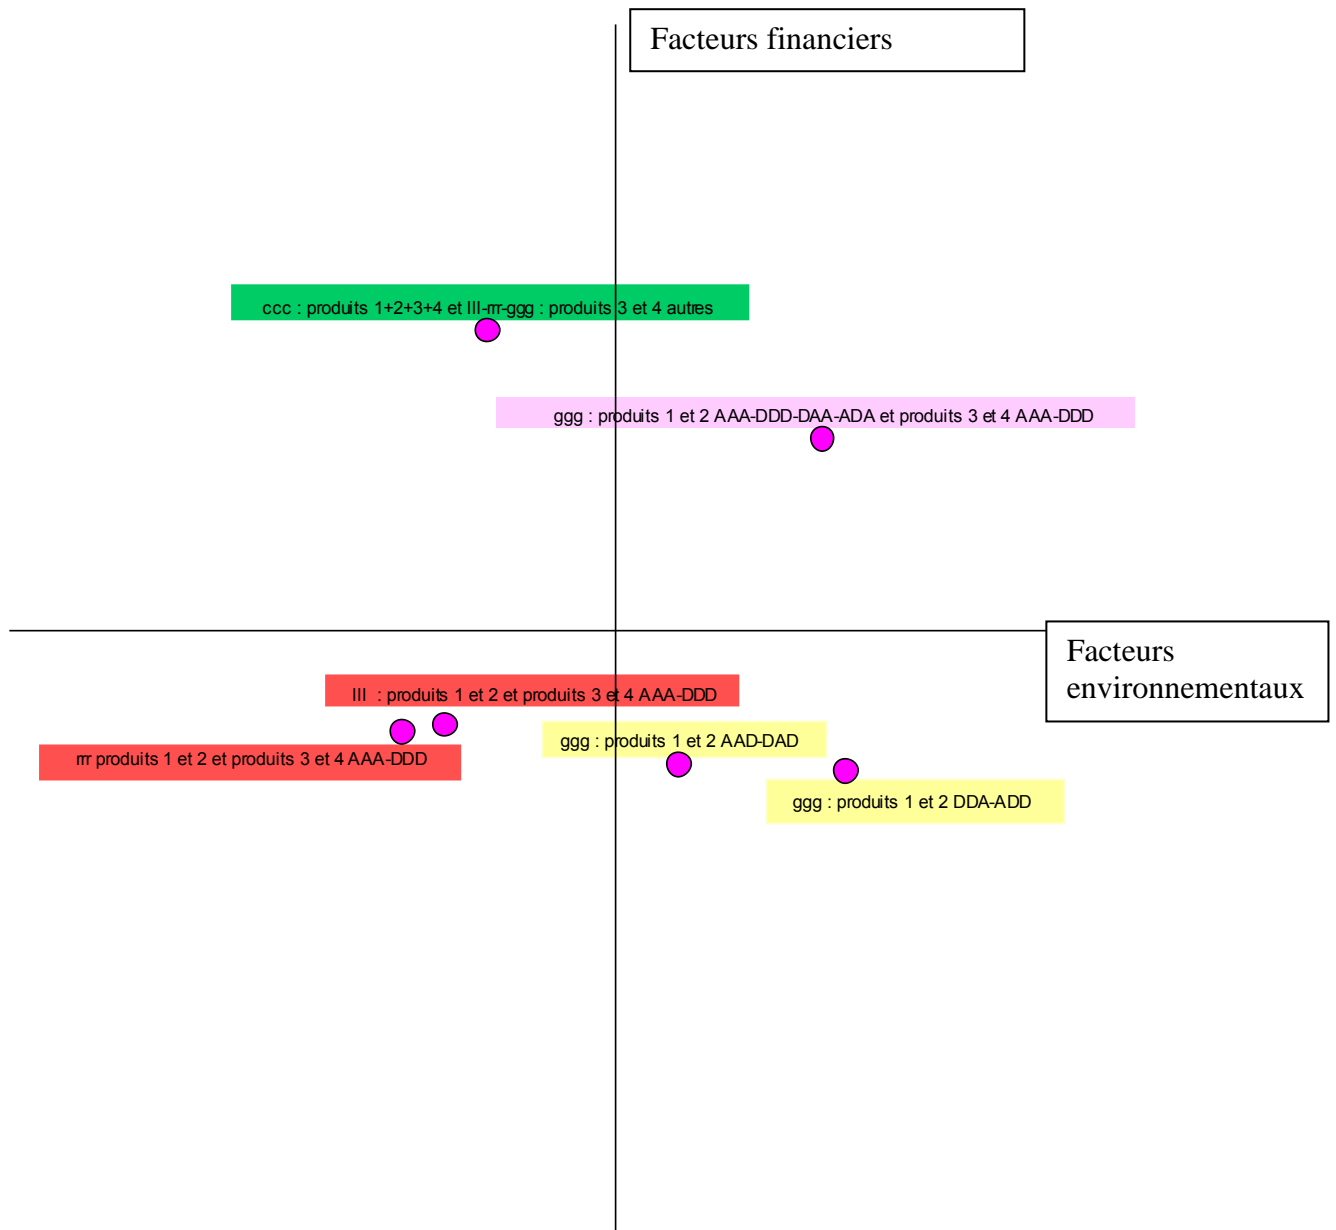 Facteurs financiers
ccc : produits 1+2+3+4 et lll-rrr-ggg : produits 3 et 4 autres
ggg : produits 1 et 2 AAA-DDD-DAA-ADA et produits 3 et 4 AAA-DDD
Facteurs
environnementaux
lll : produits 1 et 2 et produits 3 et 4 AAA-DDD
ggg : produits 1 et 2 AAD-DAD
rrr produits 1 et 2 et produits 3 et 4 AAA-DDD
ggg : produits 1 et 2 DDA-ADD